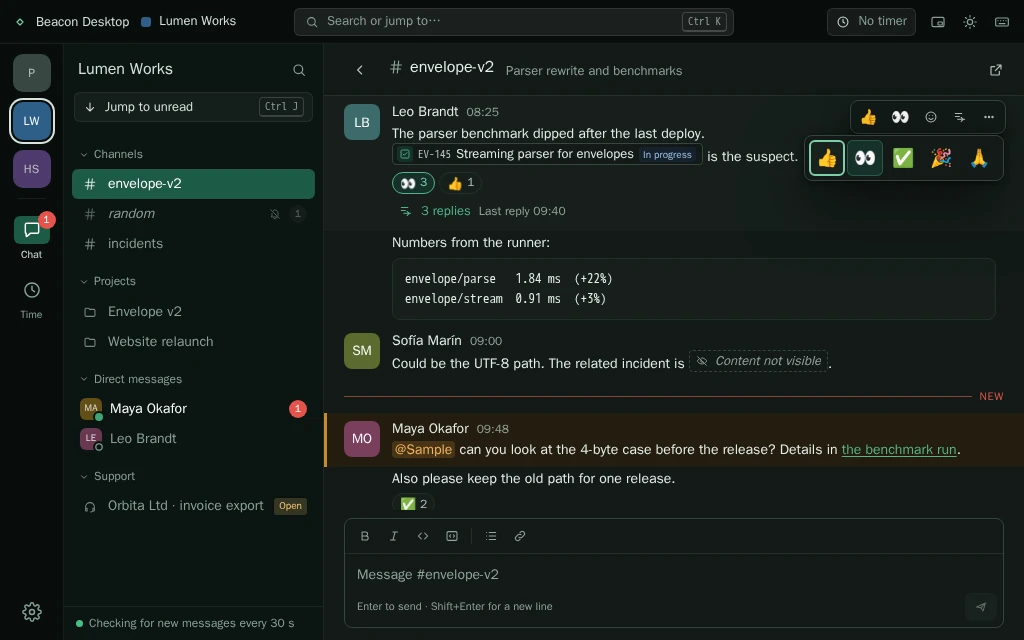 Beacon Desktop
Lumen Works
Search or jump to···
Ctrl K
No timer
P
LW
HS
1
Chat
Time
Lumen Works
Jump to unread
Ctrl J
Channels
# envelope-v2
# random
1
# incidents
Projects
Envelope v2
Website relaunch
Direct messages
MA
Maya Okafor
1
LE
Leo Brandt
Support
Orbita Ltd · invoice export
Open
Checking for new messages every 30 s
# envelope-v2
Parser rewrite and benchmarks
LB
Leo Brandt 08:25
The parser benchmark dipped after the last deploy.
EV-145 Streaming parser for envelopes In progress is the suspect.
👀 3 👍 1
👍 👀
👍 👀 ✅ 🎉 🙏
3 replies Last reply 09:40
Numbers from the runner:
envelope/parse 1.84 ms (+22%)
envelope/stream 0.91 ms (+3%)
SM
Sofía Marín 09:00
Could be the UTF-8 path. The related incident is Content not visible.
NEW
MO
Maya Okafor 09:48
@Sample can you look at the 4-byte case before the release? Details in the benchmark run.
Also please keep the old path for one release.
✅ 2
B I
Message #envelope-v2
Enter to send · Shift+Enter for a new line